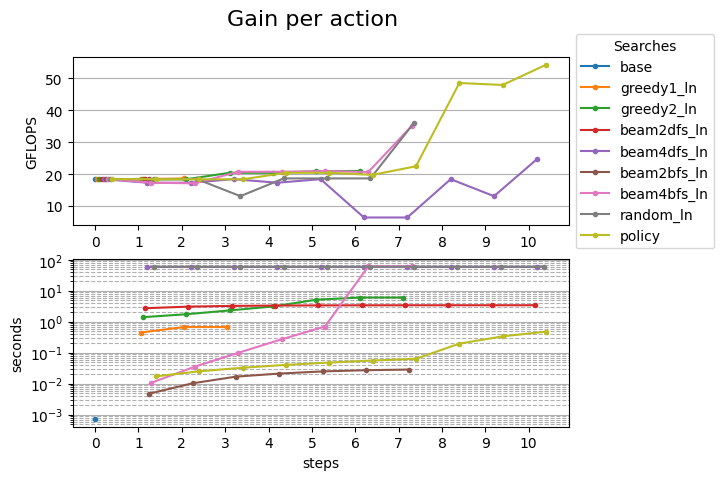 Gain per action
Searches
base
greedy1_ln
greedy2_ln
beam2dfs_ln
beam4dfs_ln
beam2bfs_ln
beam4bfs_ln
random_ln
policy
GFLOPS
50
40
30
20
10
0 1 2 3 4 5 6 7 8 9 10
seconds
10²
10¹
10⁰
10⁻¹
10⁻²
10⁻³
0 1 2 3 4 5 6 7 8 9 10
steps